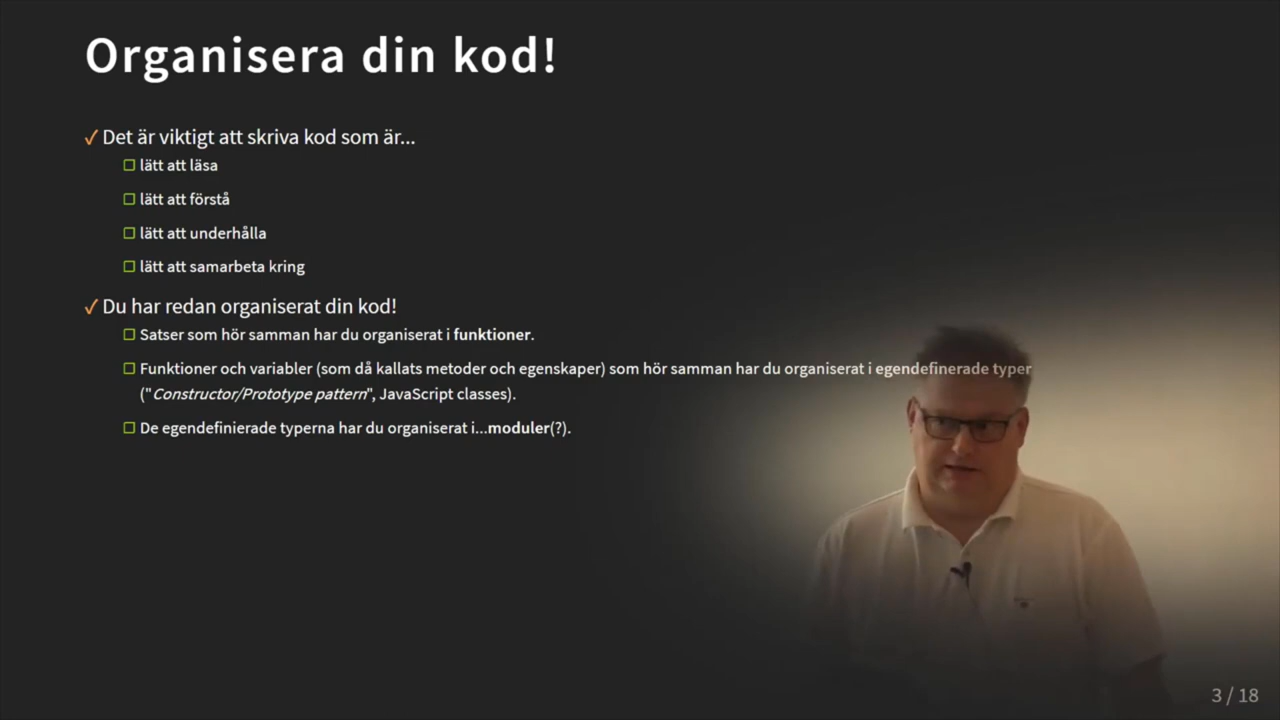 Organisera din kod!
✓ Det är viktigt att skriva kod som är...
☐ lätt att läsa
☐ lätt att förstå
☐ lätt att underhålla
☐ lätt att samarbeta kring
✓ Du har redan organiserat din kod!
☐ Satser som hör samman har du organiserat i funktioner.
☐ Funktioner och variabler (som då kallats metoder och egenskaper) som hör samman har du organiserat i egendefinerade typer
("Constructor/Prototype pattern", JavaScript classes).
☐ De egendefinierade typerna har du organiserat i...moduler(?).
3 / 18